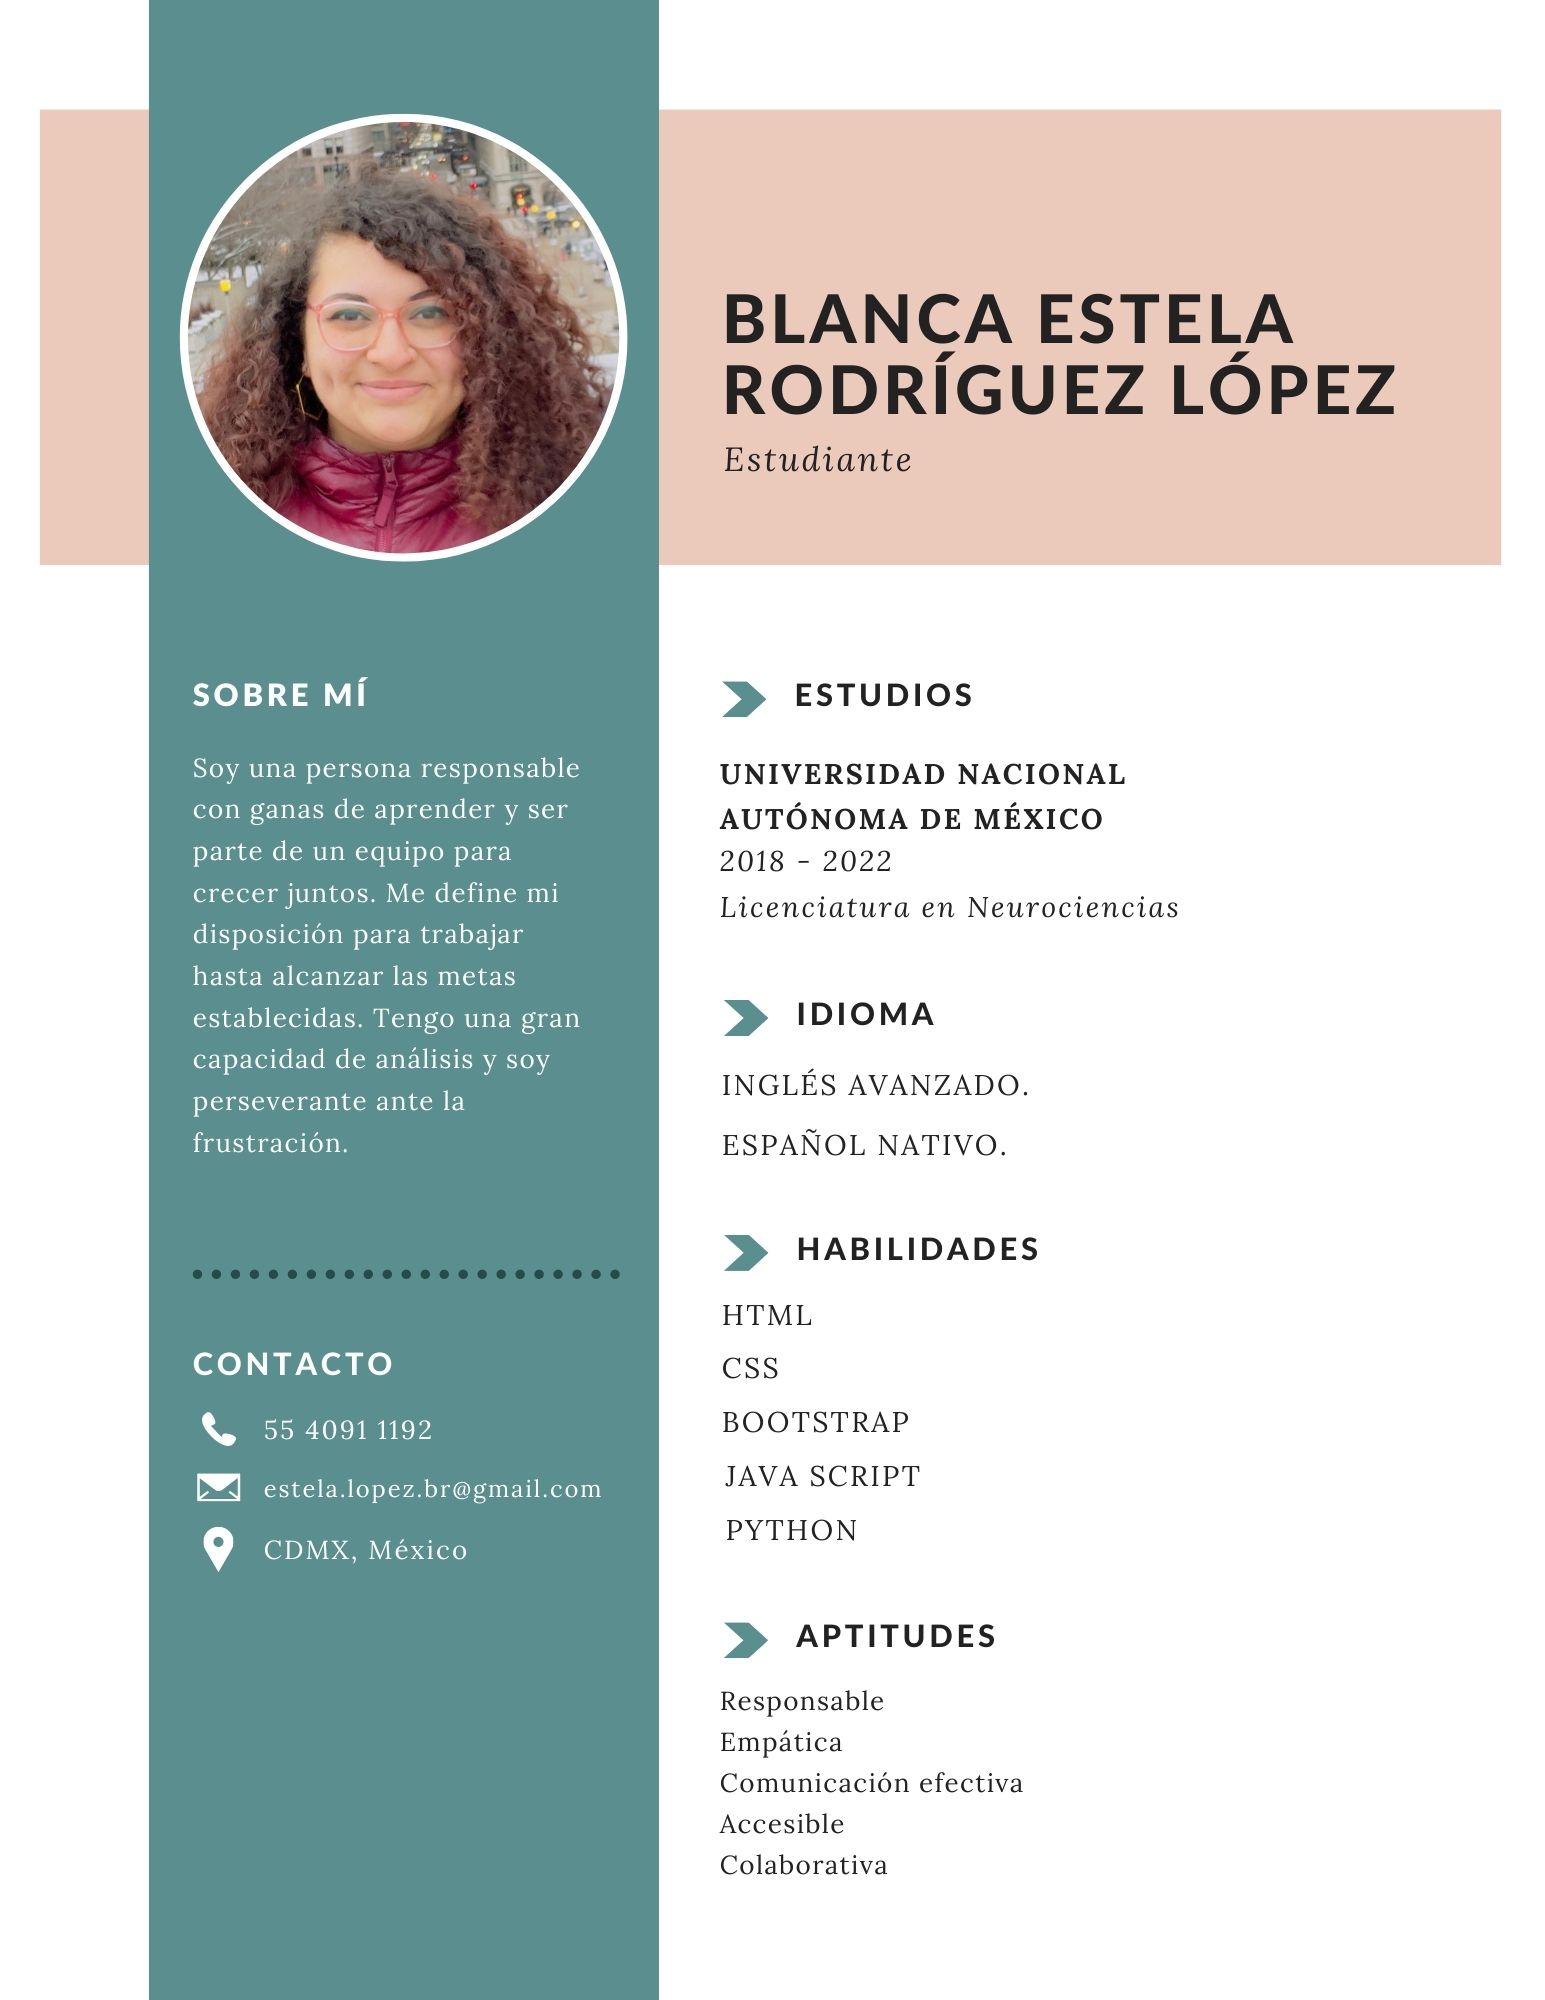 BLANCA ESTELA
RODRÍGUEZ LÓPEZ
Estudiante
SOBRE MÍ
Soy una persona responsable
con ganas de aprender y ser
parte de un equipo para
crecer juntos. Me define mi
disposición para trabajar
hasta alcanzar las metas
establecidas. Tengo una gran
capacidad de análisis y soy
perseverante ante la
frustración.
CONTACTO
55 4091 1192
estela.lopez.br@gmail.com
CDMX, México
ESTUDIOS
UNIVERSIDAD NACIONAL
AUTÓNOMA DE MÉXICO
2018 - 2022
Licenciatura en Neurociencias
IDIOMA
INGLÉS AVANZADO.
ESPAÑOL NATIVO.
HABILIDADES
HTML
CSS
BOOTSTRAP
JAVA SCRIPT
PYTHON
APTITUDES
Responsable
Empática
Comunicación efectiva
Accesible
Colaborativa